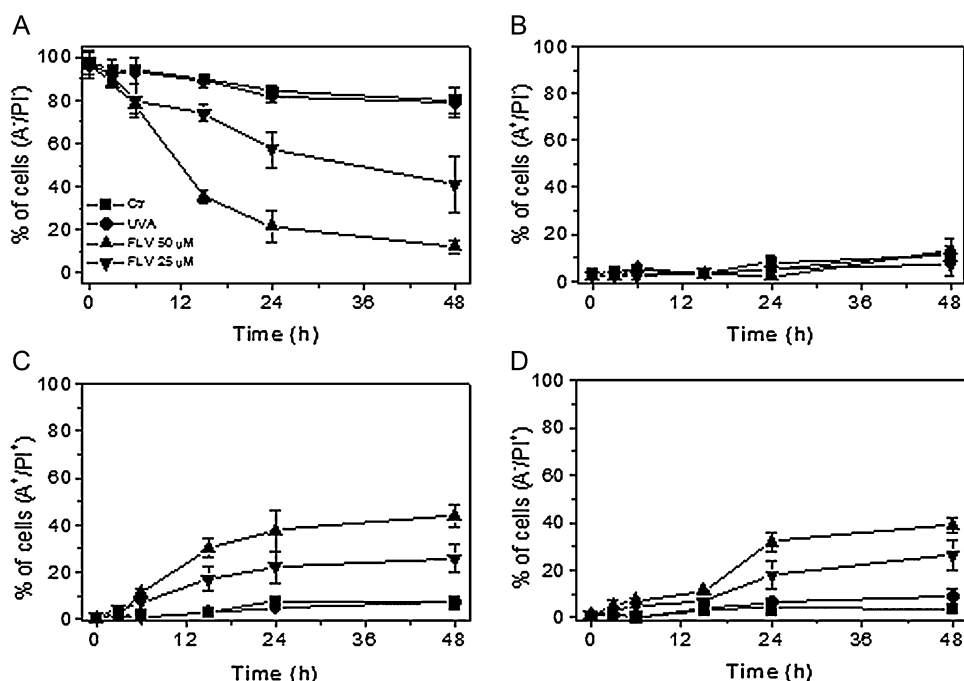 A
% of cells (A⁻/PI⁻)
100
80
60
40
20
0
Ctr
UVA
FLV 50 uM
FLV 25 uM
0 12 24 36 48
Time (h)
B
% of cells (A⁺/PI⁻)
100
80
60
40
20
0
0 12 24 36 48
Time (h)
C
% of cells (A⁺/PI⁺)
100
80
60
40
20
0
0 12 24 36 48
Time (h)
D
% of cells (A⁻/PI⁺)
100
80
60
40
20
0
0 12 24 36 48
Time (h)